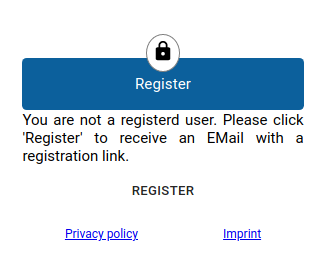 Register
You are not a registerd user. Please click
'Register' to receive an EMail with a
registration link.
REGISTER
Privacy policy Imprint